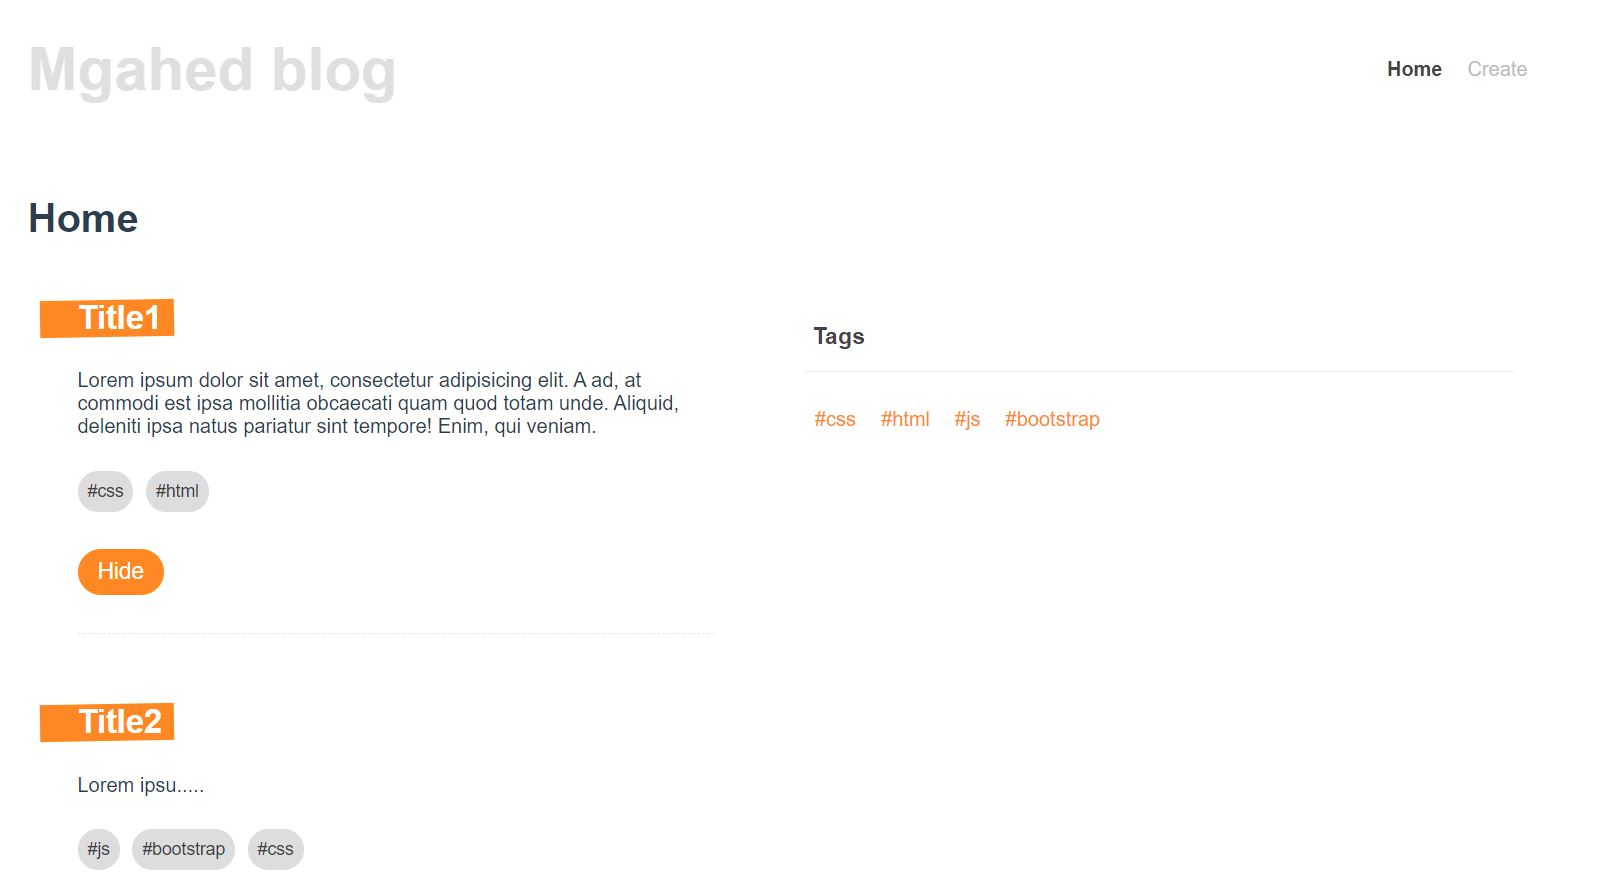 Mgahed blog
Home Create
Home
Title1
Lorem ipsum dolor sit amet, consectetur adipisicing elit. A ad, at
commodi est ipsa mollitia obcaecati quam quod totam unde. Aliquid,
deleniti ipsa natus pariatur sint tempore! Enim, qui veniam.
#css #html
Hide
Title2
Lorem ipsu.....
#js #bootstrap #css
Tags
#css #html #js #bootstrap